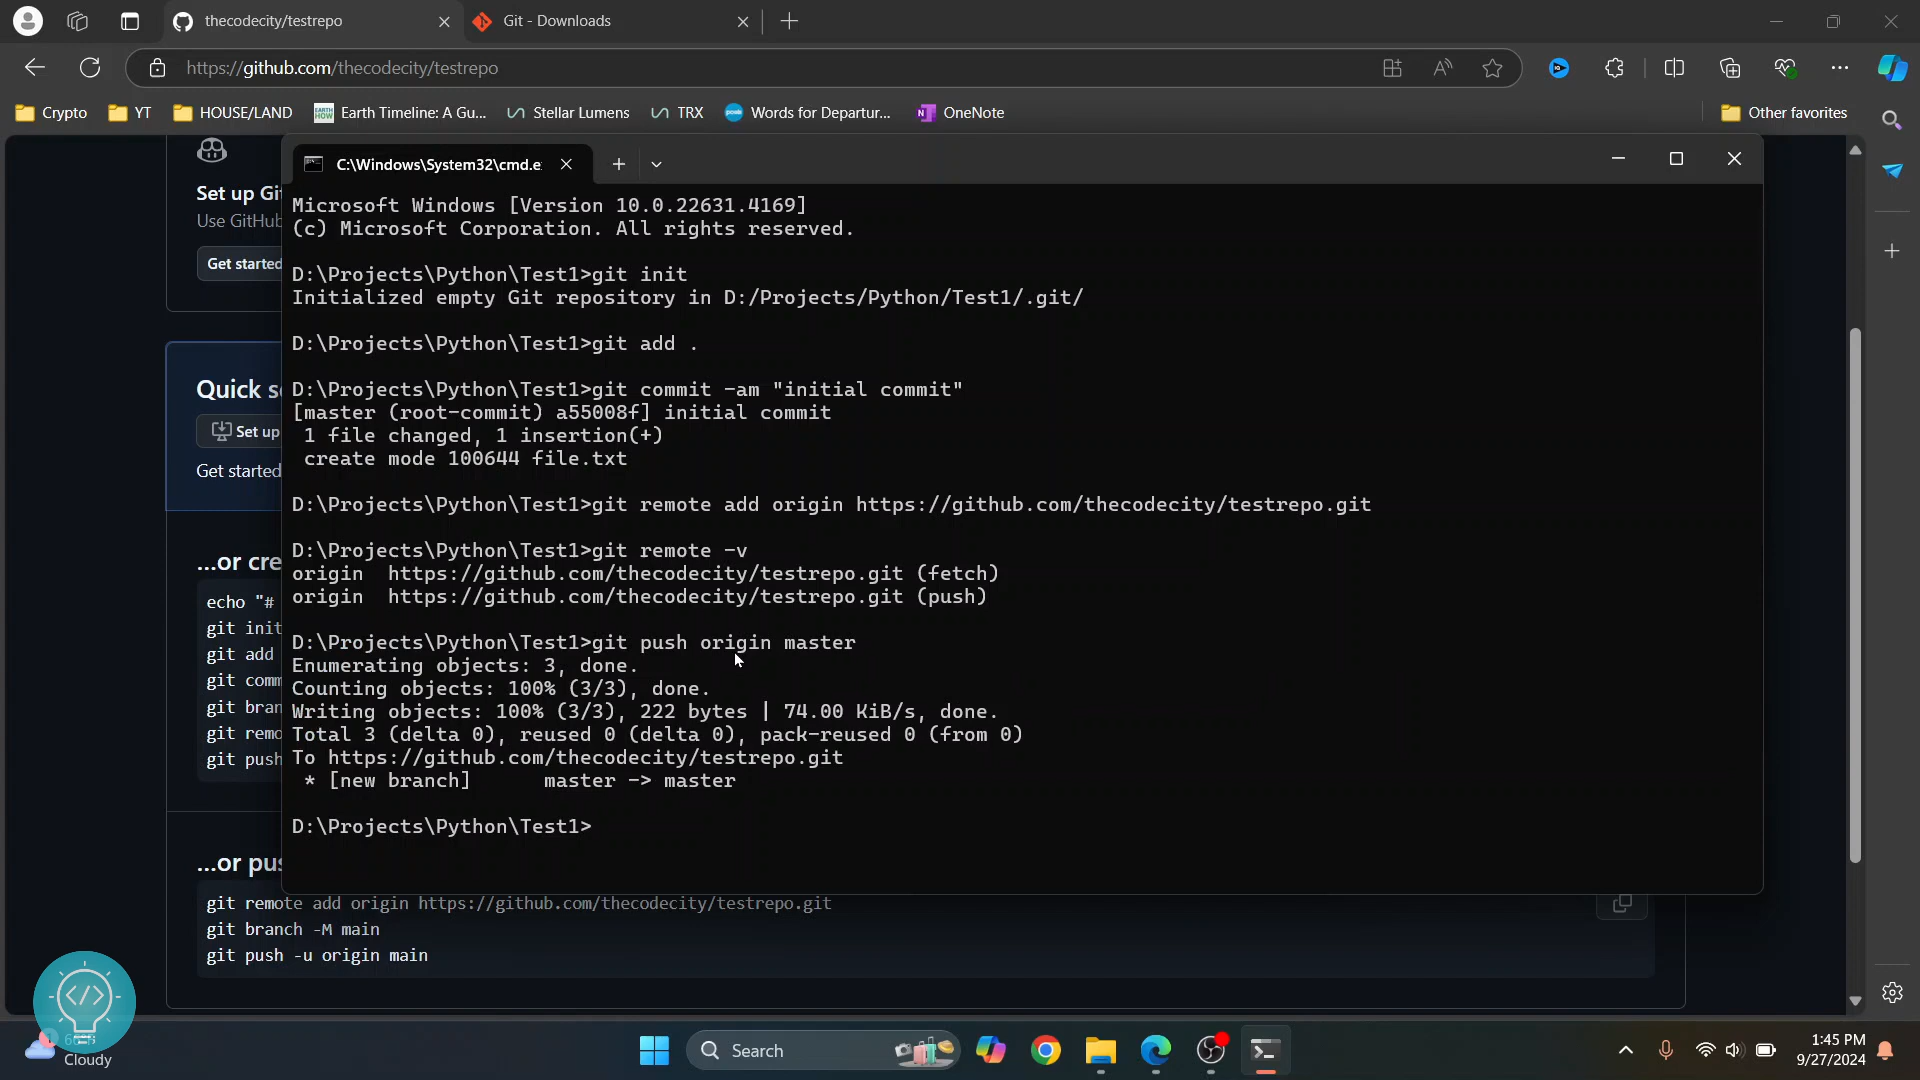 thecodecity/testrepo
Git - Downloads
https://github.com/thecodecity/testrepo
Crypto
YT
HOUSE/LAND
Earth Timeline: A Gu...
Stellar Lumens
TRX
Words for Departur...
OneNote
Other favorites
C:\Windows\System32\cmd.e
Microsoft Windows [Version 10.0.22631.4169]
(c) Microsoft Corporation. All rights reserved.
D:\Projects\Python\Test1>git init
Initialized empty Git repository in D:/Projects/Python/Test1/.git/
D:\Projects\Python\Test1>git add .
D:\Projects\Python\Test1>git commit -am "initial commit"
[master (root-commit) a55008f] initial commit
1 file changed, 1 insertion(+)
create mode 100644 file.txt
D:\Projects\Python\Test1>git remote add origin https://github.com/thecodecity/testrepo.git
D:\Projects\Python\Test1>git remote -v
origin https://github.com/thecodecity/testrepo.git (fetch)
origin https://github.com/thecodecity/testrepo.git (push)
D:\Projects\Python\Test1>git push origin master
Enumerating objects: 3, done.
Counting objects: 100% (3/3), done.
Writing objects: 100% (3/3), 222 bytes | 74.00 KiB/s, done.
Total 3 (delta 0), reused 0 (delta 0), pack-reused 0 (from 0)
To https://github.com/thecodecity/testrepo.git
* [new branch] master -> master
D:\Projects\Python\Test1>
Set up Gi
Use GitHub
Get started
Quick s
Set up
Get started
...or cre
echo "#
git init
git add
git comm
git bran
git remo
git push
...or pus
git remote add origin https://github.com/thecodecity/testrepo.git
git branch -M main
git push -u origin main
</>
Cloudy
Search
1:45 PM
9/27/2024